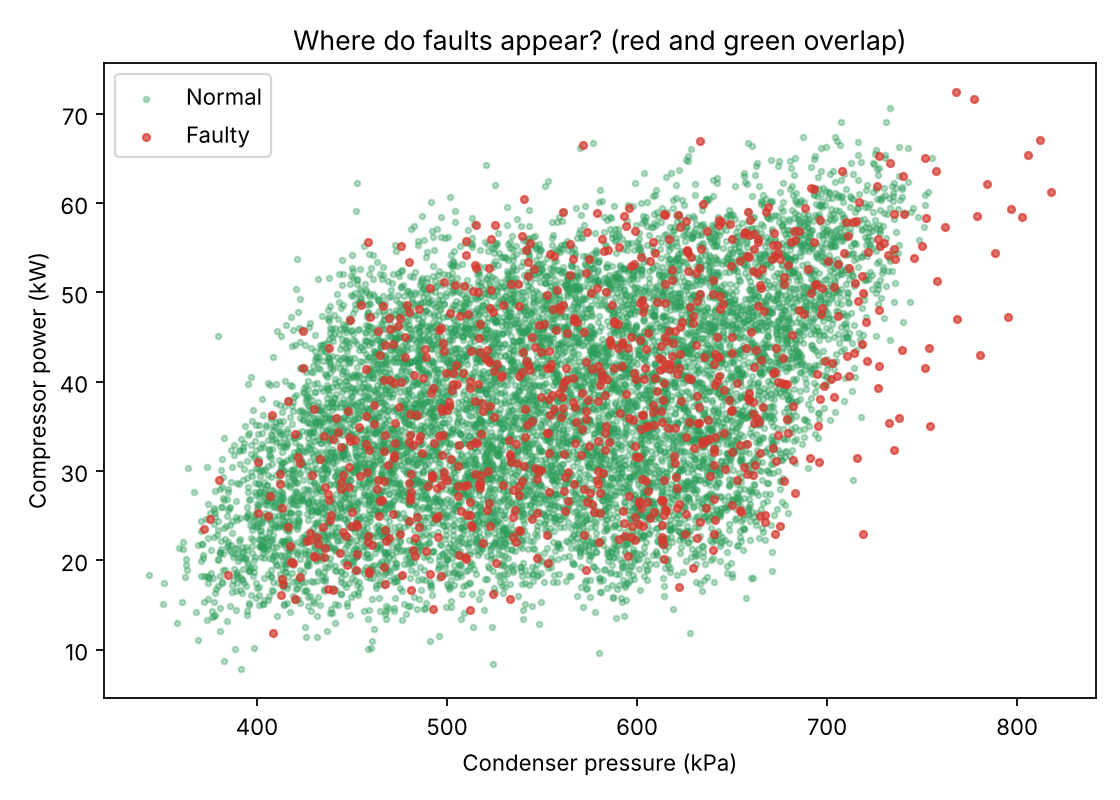 Where do faults appear? (red and green overlap)
Normal
Faulty
70
60
50
40
30
20
10
Compressor power (kW)
400 500 600 700 800
Condenser pressure (kPa)